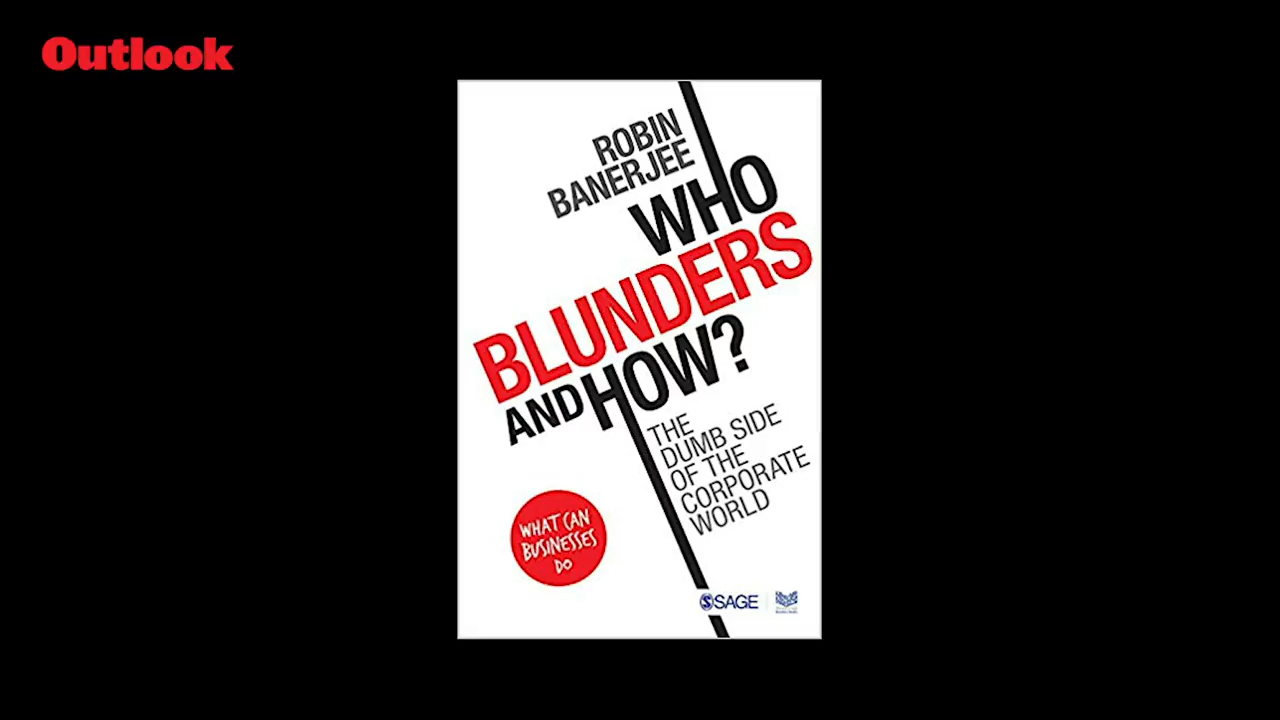 Outlook
ROBIN
BANERJEE
WHO
BLUNDERS
AND HOW?
THE
DUMB SIDE
OF THE
CORPORATE
WORLD
WHAT CAN
BUSINESSES
DO
SAGE